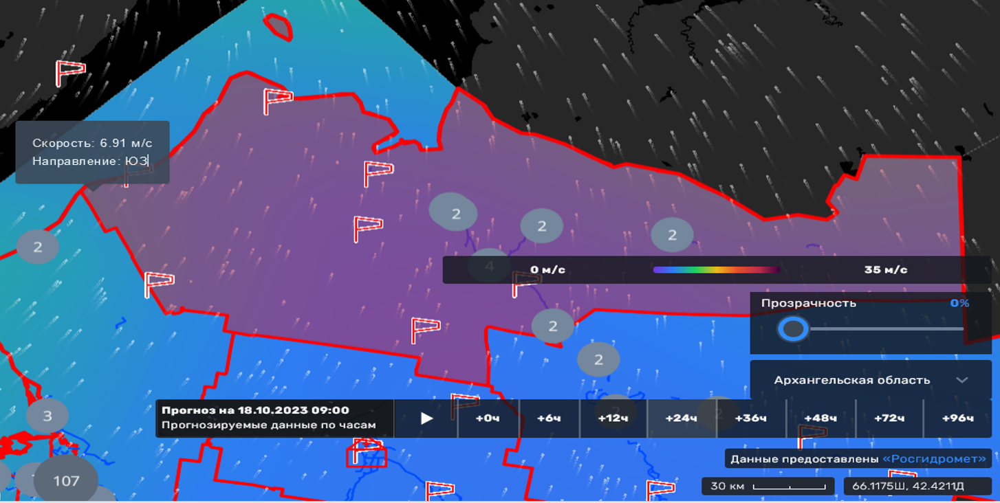 Скорость: 6.91 м/с
Направление: ЮЗ
2
2
2
2
4
0 м/с
35 м/с
Прозрачность
0%
2
2
Архангельская область
3
Прогноз на 18.10.2023 09:00
Прогнозируемые данные по часам
+0ч
+6ч
+12ч
+24ч
+36ч
+48ч
+72ч
+96ч
2
2
Данные предоставлены «Росгидромет»
107
30 км
66.1175Ш, 42.4211Д